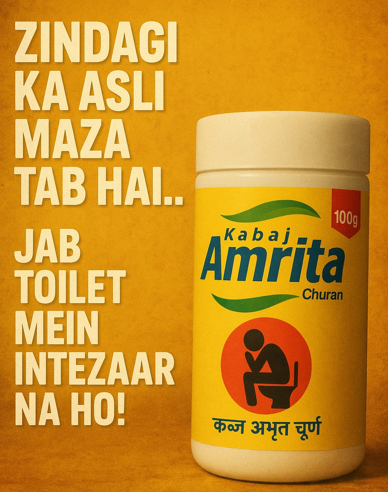 ZINDAGI
KA ASLI
MAZA
TAB HAI..
JAB
TOILET
MEIN
INTEZAAR
NA HO!
100g
Kabaj
Amrita
Churan
कब्ज अभृत चूर्ण